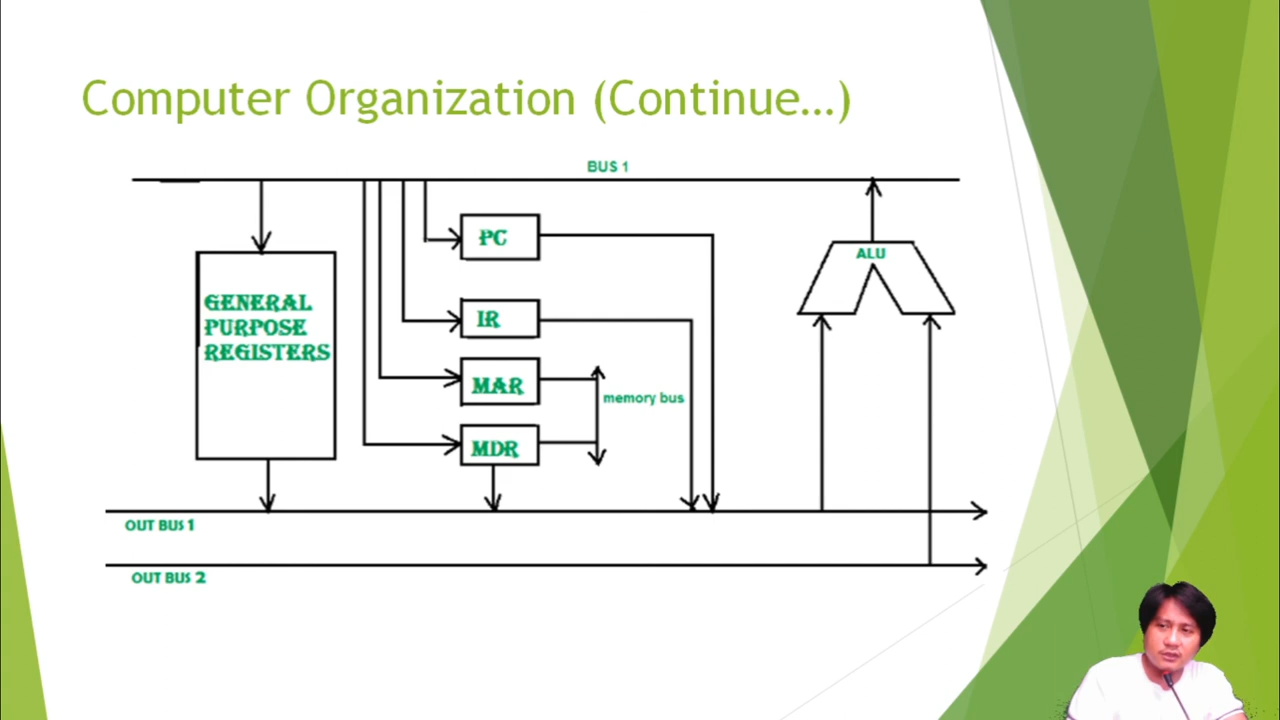 Computer Organization (Continue...)
BUS 1
PC
ALU
GENERAL
PURPOSE
REGISTERS
IR
MAR
memory bus
MDR
OUT BUS 1
OUT BUS 2